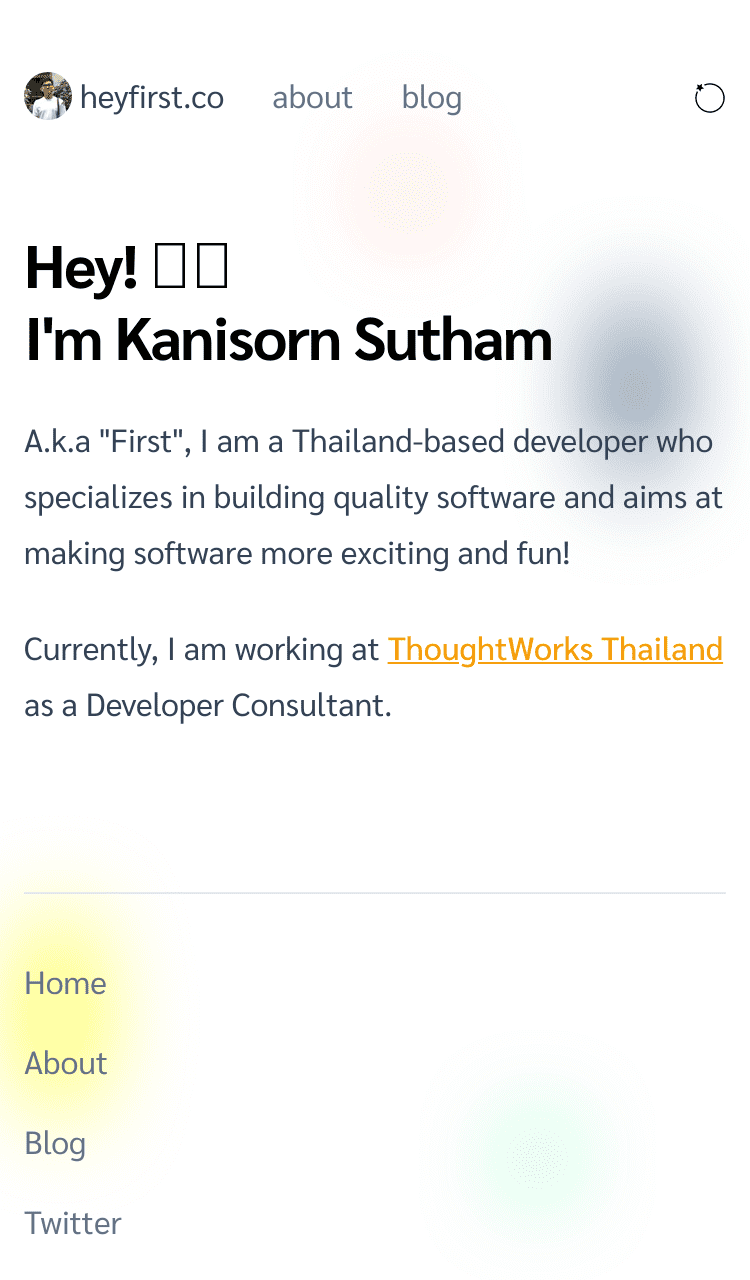 heyfirst.co about blog
Hey!
I'm Kanisorn Sutham
A.k.a "First", I am a Thailand-based developer who
specializes in building quality software and aims at
making software more exciting and fun!
Currently, I am working at ThoughtWorks Thailand
as a Developer Consultant.
Home
About
Blog
Twitter